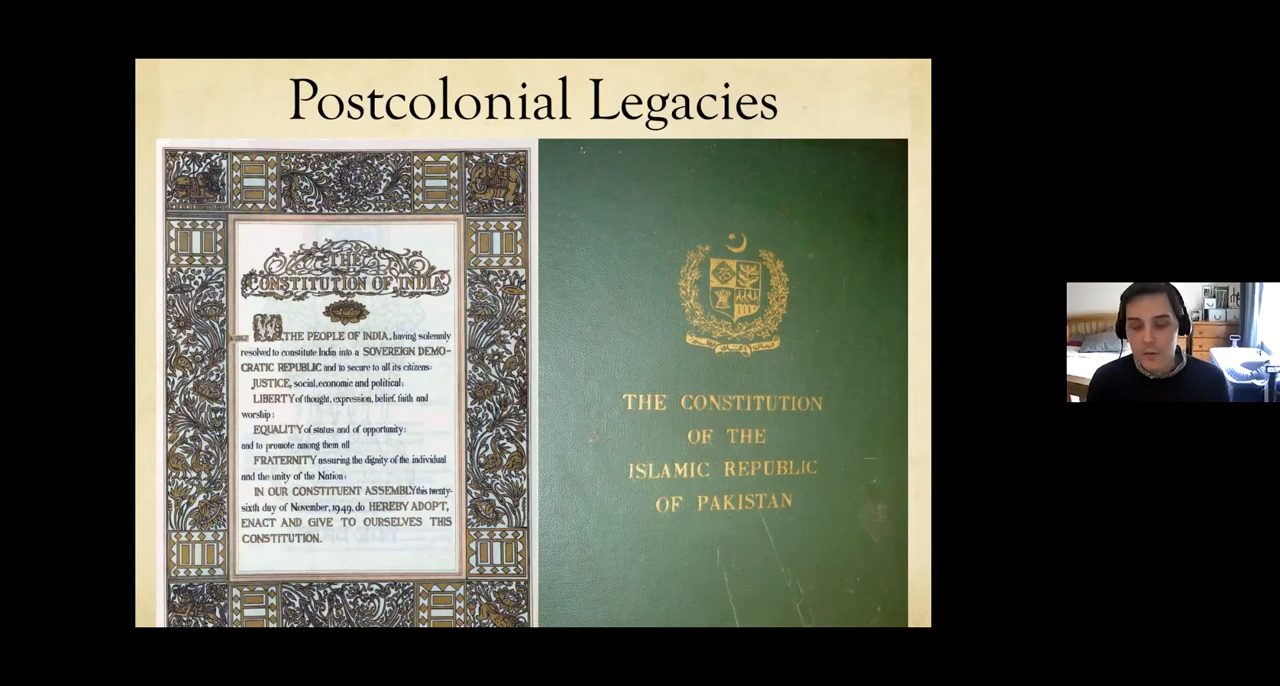 Postcolonial Legacies
THE
CONSTITUTION OF INDIA
WE, THE PEOPLE OF INDIA, having solemnly
resolved to constitute India into a SOVEREIGN DEMO-
CRATIC REPUBLIC and to secure to all its citizens:
JUSTICE, social, economic and political;
LIBERTY of thought, expression, belief, faith and
worship;
EQUALITY of status and of opportunity;
and to promote among them all
FRATERNITY assuring the dignity of the individual
and the unity of the Nation;
IN OUR CONSTITUENT ASSEMBLY this twenty-
sixth day of November, 1949, do HEREBY ADOPT,
ENACT AND GIVE TO OURSELVES THIS
CONSTITUTION.
THE CONSTITUTION
OF THE
ISLAMIC REPUBLIC
OF PAKISTAN